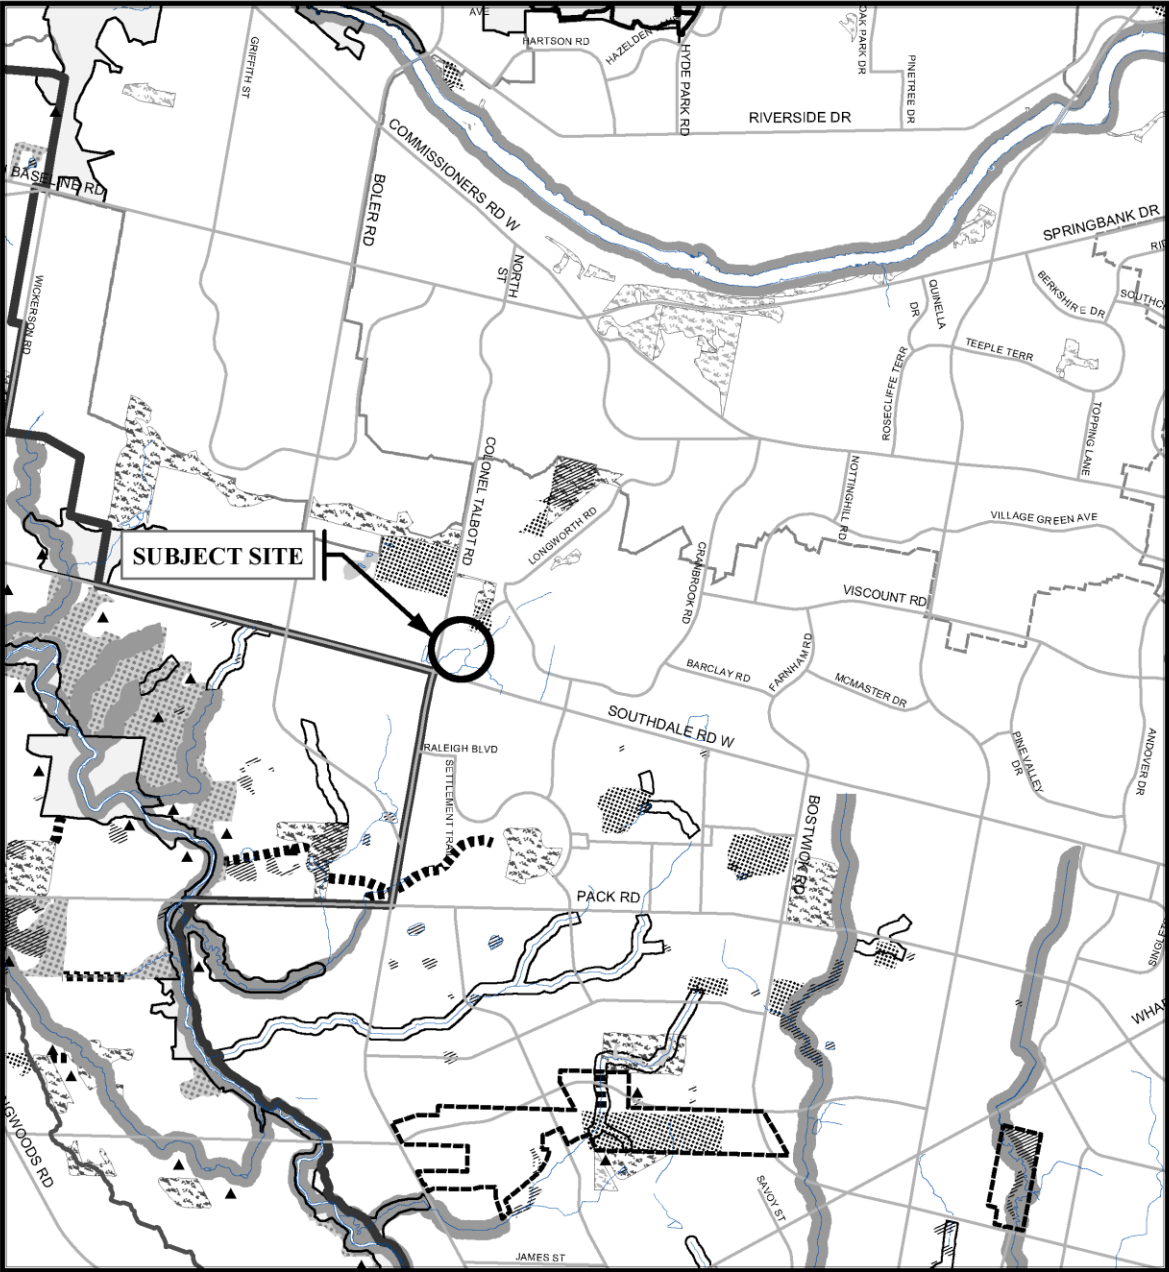 AVE
HARTSON RD
HAZELDEN
HYDE PARK RD
OAK PARK DR
PINETREE DR
GRIFFITH ST
RIVERSIDE DR
COMMISSIONERS RD W
BASELINE RD
BOLER RD
SPRINGBANK DR
NORTH
ST
WICKERSON RD
QUINELLA
DR
BERKSHIRE DR
TEEPLE TERR
ROSECLIFFE TERR
TOPPING LANE
COLONEL TALBOT RD
NOTTINGHILL RD
LONGWORTH RD
VILLAGE GREEN AVE
SUBJECT SITE
CRANBROOK RD
VISCOUNT RD
BARCLAY RD
FARNHAM RD
MCMASTER DR
SOUTHDALE RD W
RALEIGH BLVD
PINE VALLEY
DR
ANDOVER DR
BOSTWICK RD
PACK RD
SAVOY ST
JAMES ST